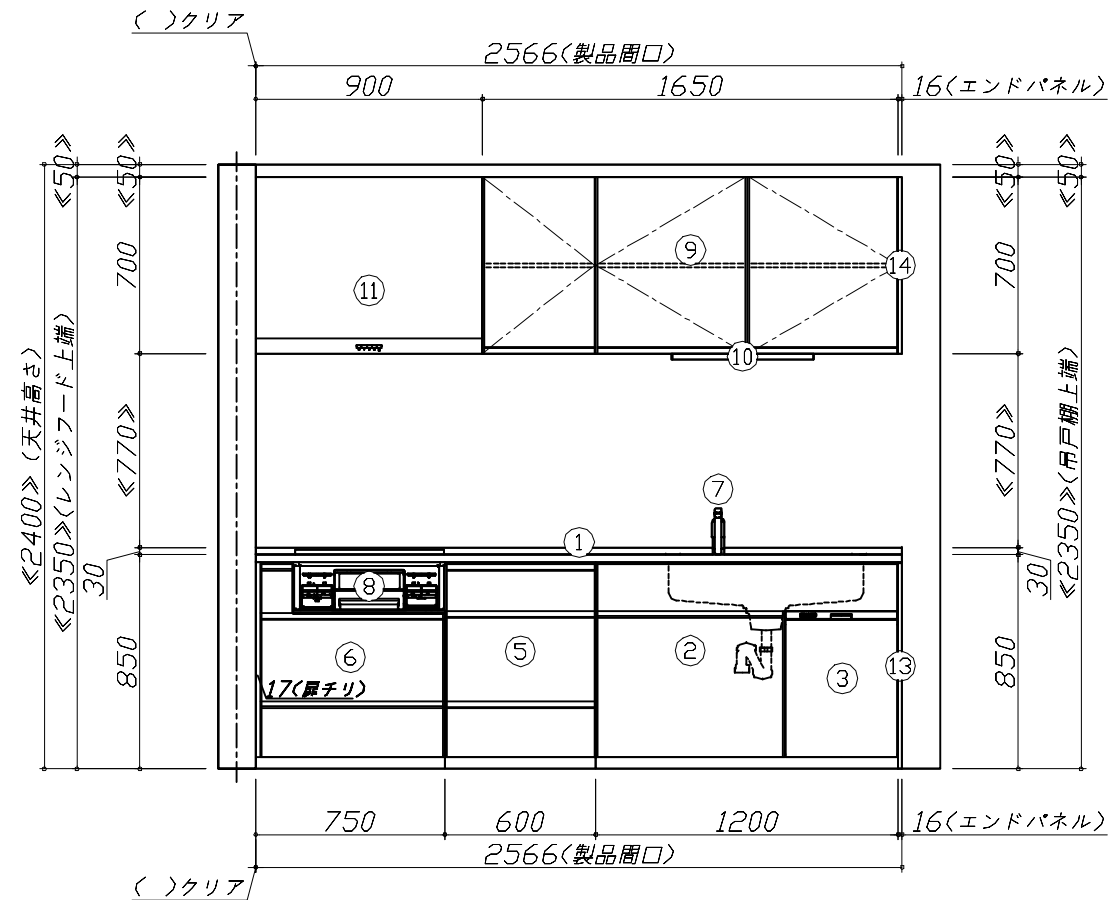 ( )クリア
2566(製品間口)
900
1650
16(エンドパネル)
≪50≫
≪50≫
≪50≫
≪50≫
700
700
9
14
11
10
≪2400≫(天井高さ)
≪2350≫(レンジフード上端)
≪770≫
≪770≫
≪2350≫(吊戸棚上端)
7
1
30
30
8
850
850
6
5
2
3
13
17(扉チリ)
750
600
1200
16(エンドパネル)
2566(製品間口)
( )クリア